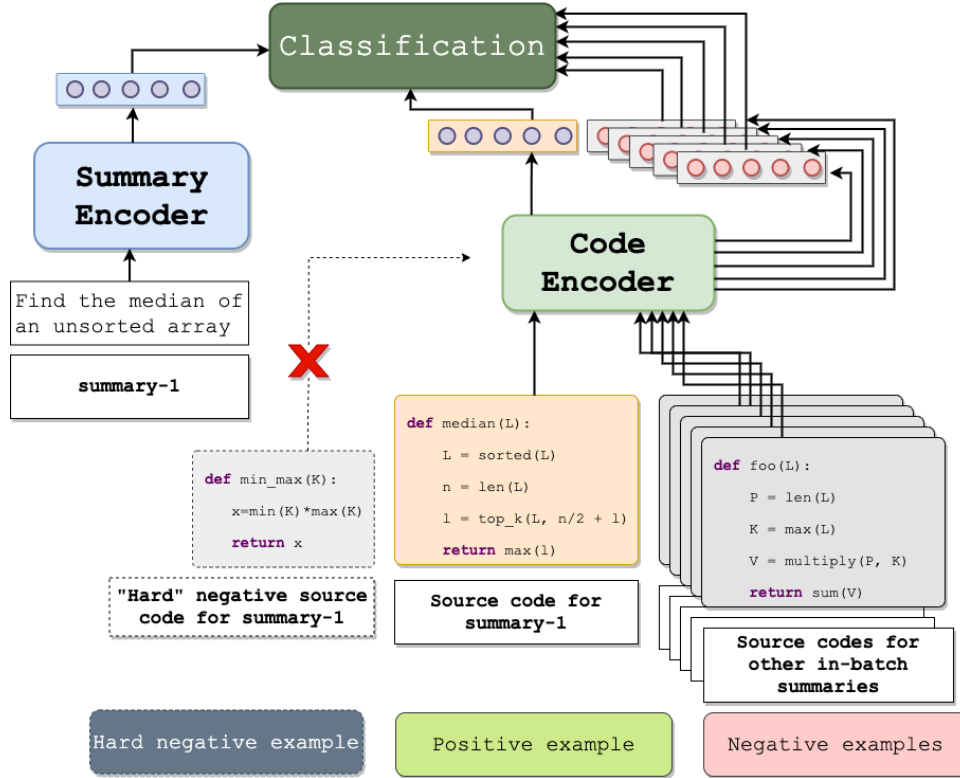 Classification
Summary
Encoder
Code
Encoder
Find the median of
an unsorted array
summary-1
X
def min_max(K):
x=min(K)*max(K)
return x
"Hard" negative source
code for summary-1
def median(L):
L = sorted(L)
n = len(L)
l = top_k(L, n/2 + l)
return max(l)
Source code for
summary-1
def foo(L):
P = len(L)
K = max(L)
V = multiply(P, K)
return sum(V)
Source codes for
other in-batch
summaries
Hard negative example
Positive example
Negative examples